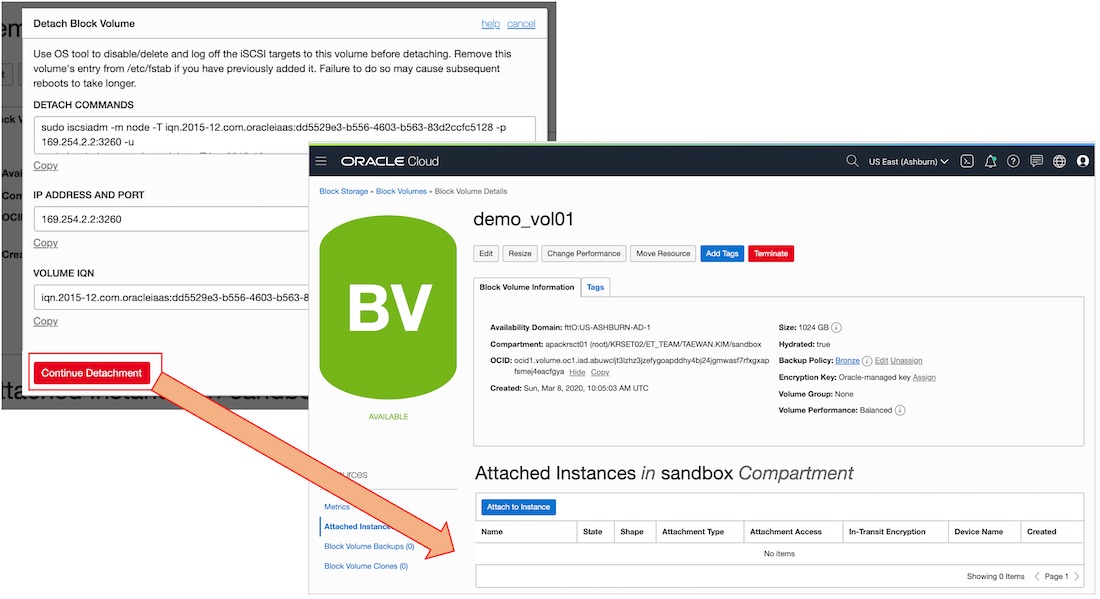 Detach Block Volume
help cancel
Use OS tool to disable/delete and log off the iSCSI targets to this volume before detaching. Remove this
volume's entry from /etc/fstab if you have previously added it. Failure to do so may cause subsequent
reboots to take longer.
DETACH COMMANDS
sudo iscsiadm -m node -T iqn.2015-12.com.oracleiaas:dd5529e3-b556-4603-b563-83d2ccfc5128 -p
169.254.2.2:3260 -u
Copy
IP ADDRESS AND PORT
169.254.2.2:3260
Copy
VOLUME IQN
iqn.2015-12.com.oracleiaas:dd5529e3-b556-4603-b563-8
Copy
Continue Detachment
ORACLE Cloud
US East (Ashburn)
Block Storage » Block Volumes » Block Volume Details
BV
AVAILABLE
demo_vol01
Edit Resize Change Performance Move Resource Add Tags Terminate
Block Volume Information Tags
Availability Domain: fttO:US-ASHBURN-AD-1
Compartment: apackrsct01 (root)/KRSET02/ET_TEAM/TAEWAN.KIM/sandbox
OCID: ocid1.volume.oc1.iad.abuwcljt3lzhz3jzefygoapddhy4bj24jgmwasf7rfxgxap
fsmej4eacfgya Hide Copy
Created: Sun, Mar 8, 2020, 10:05:03 AM UTC
Size: 1024 GB
Hydrated: true
Backup Policy: Bronze Edit Unassign
Encryption Key: Oracle-managed key Assign
Volume Group: None
Volume Performance: Balanced
Metrics
Attached Instance
Block Volume Backups (0)
Block Volume Clones (0)
Attached Instances in sandbox Compartment
Attach to Instance
Name State Shape Attachment Type Attachment Access In-Transit Encryption Device Name Created
No items
Showing 0 Items Page 1